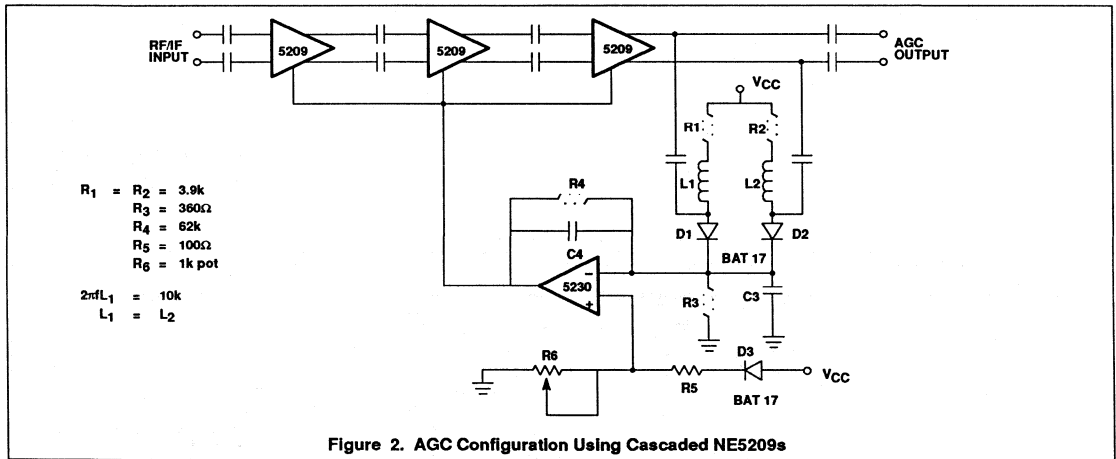 RF/IF
INPUT
5209
5209
5209
AGC
OUTPUT
VCC
R1
R2
L1
L2
D1
D2
BAT 17
R4
C4
5230
−
+
R3
C3
R6
R5
D3
BAT 17
VCC
R1 = R2 = 3.9k
R3 = 360Ω
R4 = 62k
R5 = 100Ω
R6 = 1k pot
2πfL1 = 10k
L1 = L2
Figure 2. AGC Configuration Using Cascaded NE5209s